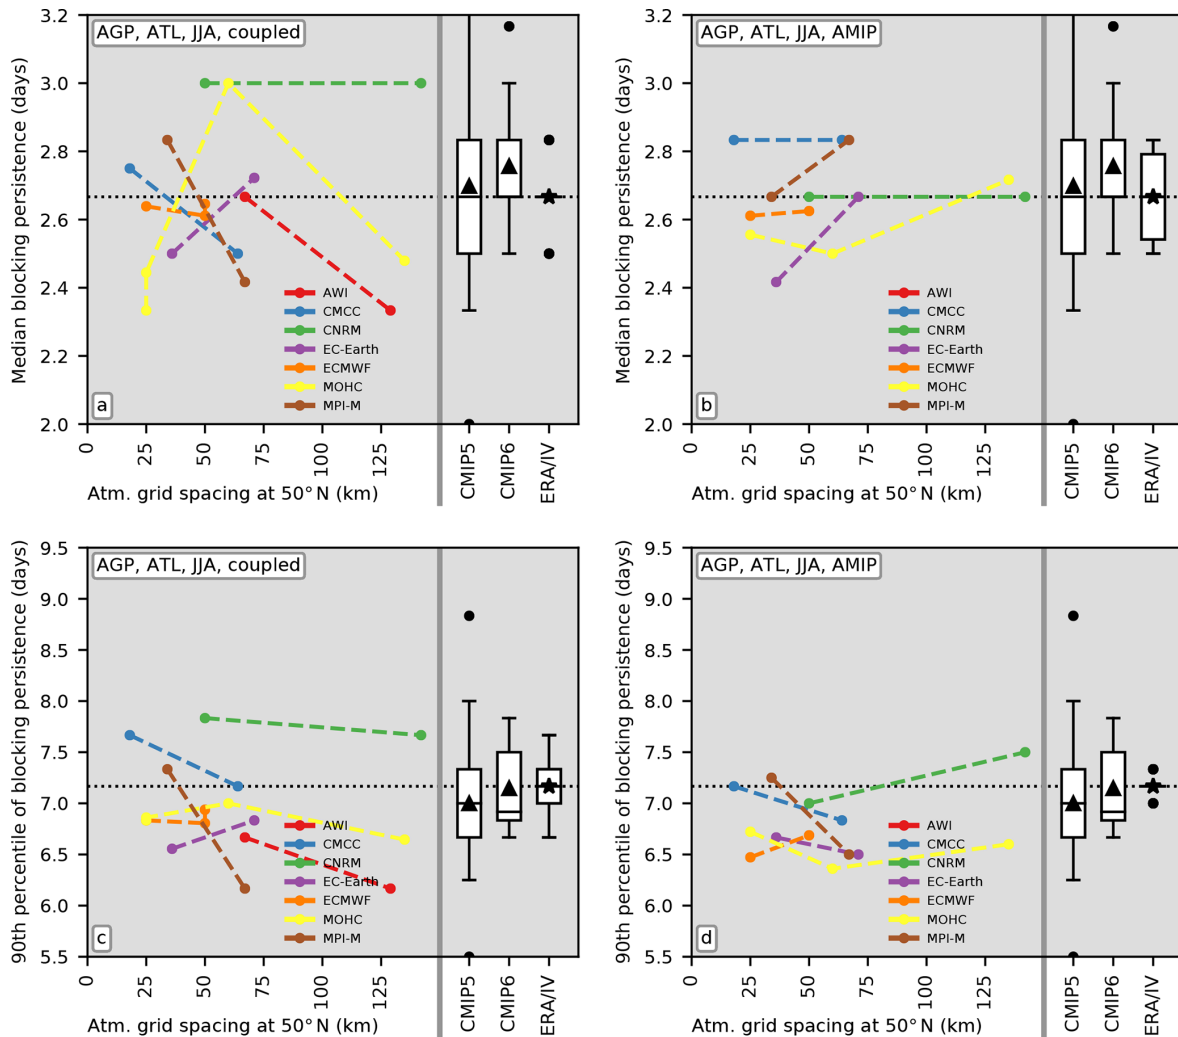 AGP, ATL, JJA, coupled
Median blocking persistence (days)
3.2
3.0
2.8
2.6
2.4
2.2
2.0
AWI
CMCC
CNRM
EC-Earth
ECMWF
MOHC
MPI-M
a
0
25
50
75
100
125
CMIP5
CMIP6
ERA/IV
Atm. grid spacing at 50° N (km)
AGP, ATL, JJA, AMIP
Median blocking persistence (days)
3.2
3.0
2.8
2.6
2.4
2.2
2.0
AWI
CMCC
CNRM
EC-Earth
ECMWF
MOHC
MPI-M
b
0
25
50
75
100
125
CMIP5
CMIP6
ERA/IV
Atm. grid spacing at 50° N (km)
AGP, ATL, JJA, coupled
90th percentile of blocking persistence (days)
9.5
9.0
8.5
8.0
7.5
7.0
6.5
6.0
5.5
AWI
CMCC
CNRM
EC-Earth
ECMWF
MOHC
MPI-M
c
0
25
50
75
100
125
CMIP5
CMIP6
ERA/IV
Atm. grid spacing at 50° N (km)
AGP, ATL, JJA, AMIP
90th percentile of blocking persistence (days)
9.5
9.0
8.5
8.0
7.5
7.0
6.5
6.0
5.5
AWI
CMCC
CNRM
EC-Earth
ECMWF
MOHC
MPI-M
d
0
25
50
75
100
125
CMIP5
CMIP6
ERA/IV
Atm. grid spacing at 50° N (km)